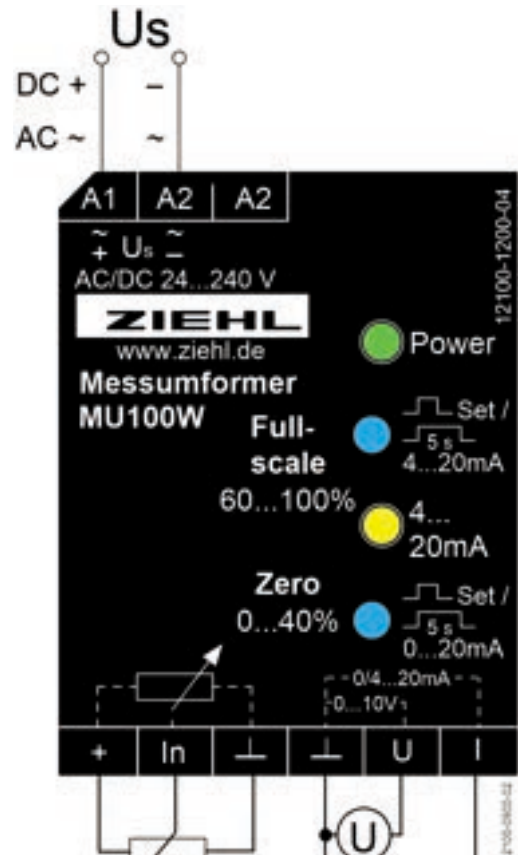 Us
DC + –
AC ~ ~
A1 A2 A2
~ ~
+ Us –
AC/DC 24...240 V
ZIEHL
www.ziehl.de
Messumformer
MU100W
12100-1200-04
Power
Full-
scale
60...100%
Set /
5 s
4...20mA
4...
20mA
Zero
0...40%
Set /
5 s
0...20mA
0/4...20mA
0...10V
+ In ⊥ ⊥ U I
U